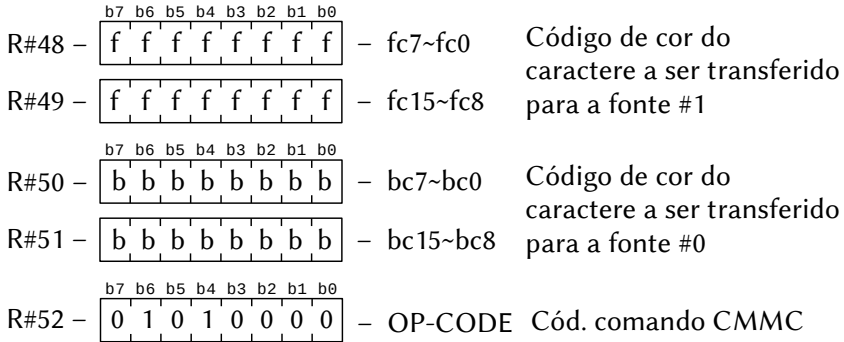 b7 b6 b5 b4 b3 b2 b1 b0
R#48 – f f f f f f f f – fc7~fc0 Código de cor do
caractere a ser transferido
R#49 – f f f f f f f f – fc15~fc8 para a fonte #1
b7 b6 b5 b4 b3 b2 b1 b0
R#50 – b b b b b b b b – bc7~bc0 Código de cor do
caractere a ser transferido
R#51 – b b b b b b b b – bc15~bc8 para a fonte #0
b7 b6 b5 b4 b3 b2 b1 b0
R#52 – 0 1 0 1 0 0 0 0 – OP-CODE Cód. comando CMMC